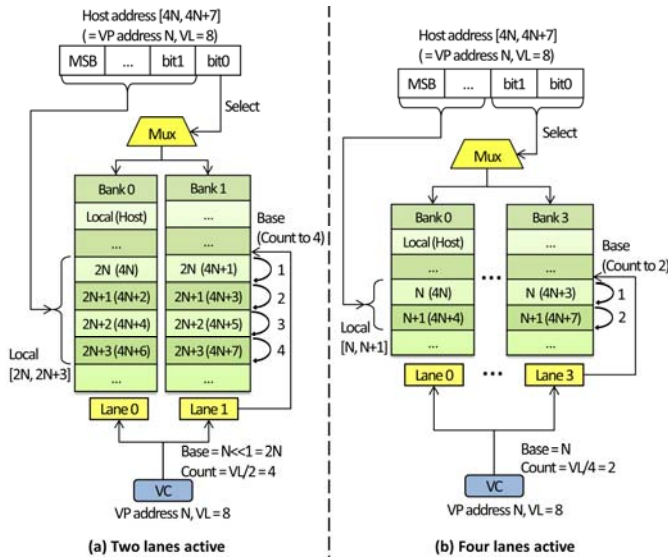 Host address [4N, 4N+7]
(= VP address N, VL = 8)
MSB ... bit1 bit0
Select
Mux
Bank 0 Bank 1
Local (Host) ...
... ...
Base
(Count to 4)
2N (4N) 2N (4N+1) 1
2N+1 (4N+2) 2N+1 (4N+3) 2
2N+2 (4N+4) 2N+2 (4N+5) 3
2N+3 (4N+6) 2N+3 (4N+7) 4
... ...
Local
[2N, 2N+3]
Lane 0 Lane 1
Base = N<<1 = 2N
Count = VL/2 = 4
VC
VP address N, VL = 8
(a) Two lanes active
Host address [4N, 4N+7]
(= VP address N, VL = 8)
MSB ... bit1 bit0
Select
Mux
Bank 0 Bank 3
Local (Host) ...
... ... ...
Base
(Count to 2)
N (4N) N (4N+3) 1
N+1 (4N+4) N+1 (4N+7) 2
... ...
Local
[N, N+1]
Lane 0 ... Lane 3
Base = N
Count = VL/4 = 2
VC
VP address N, VL = 8
(b) Four lanes active